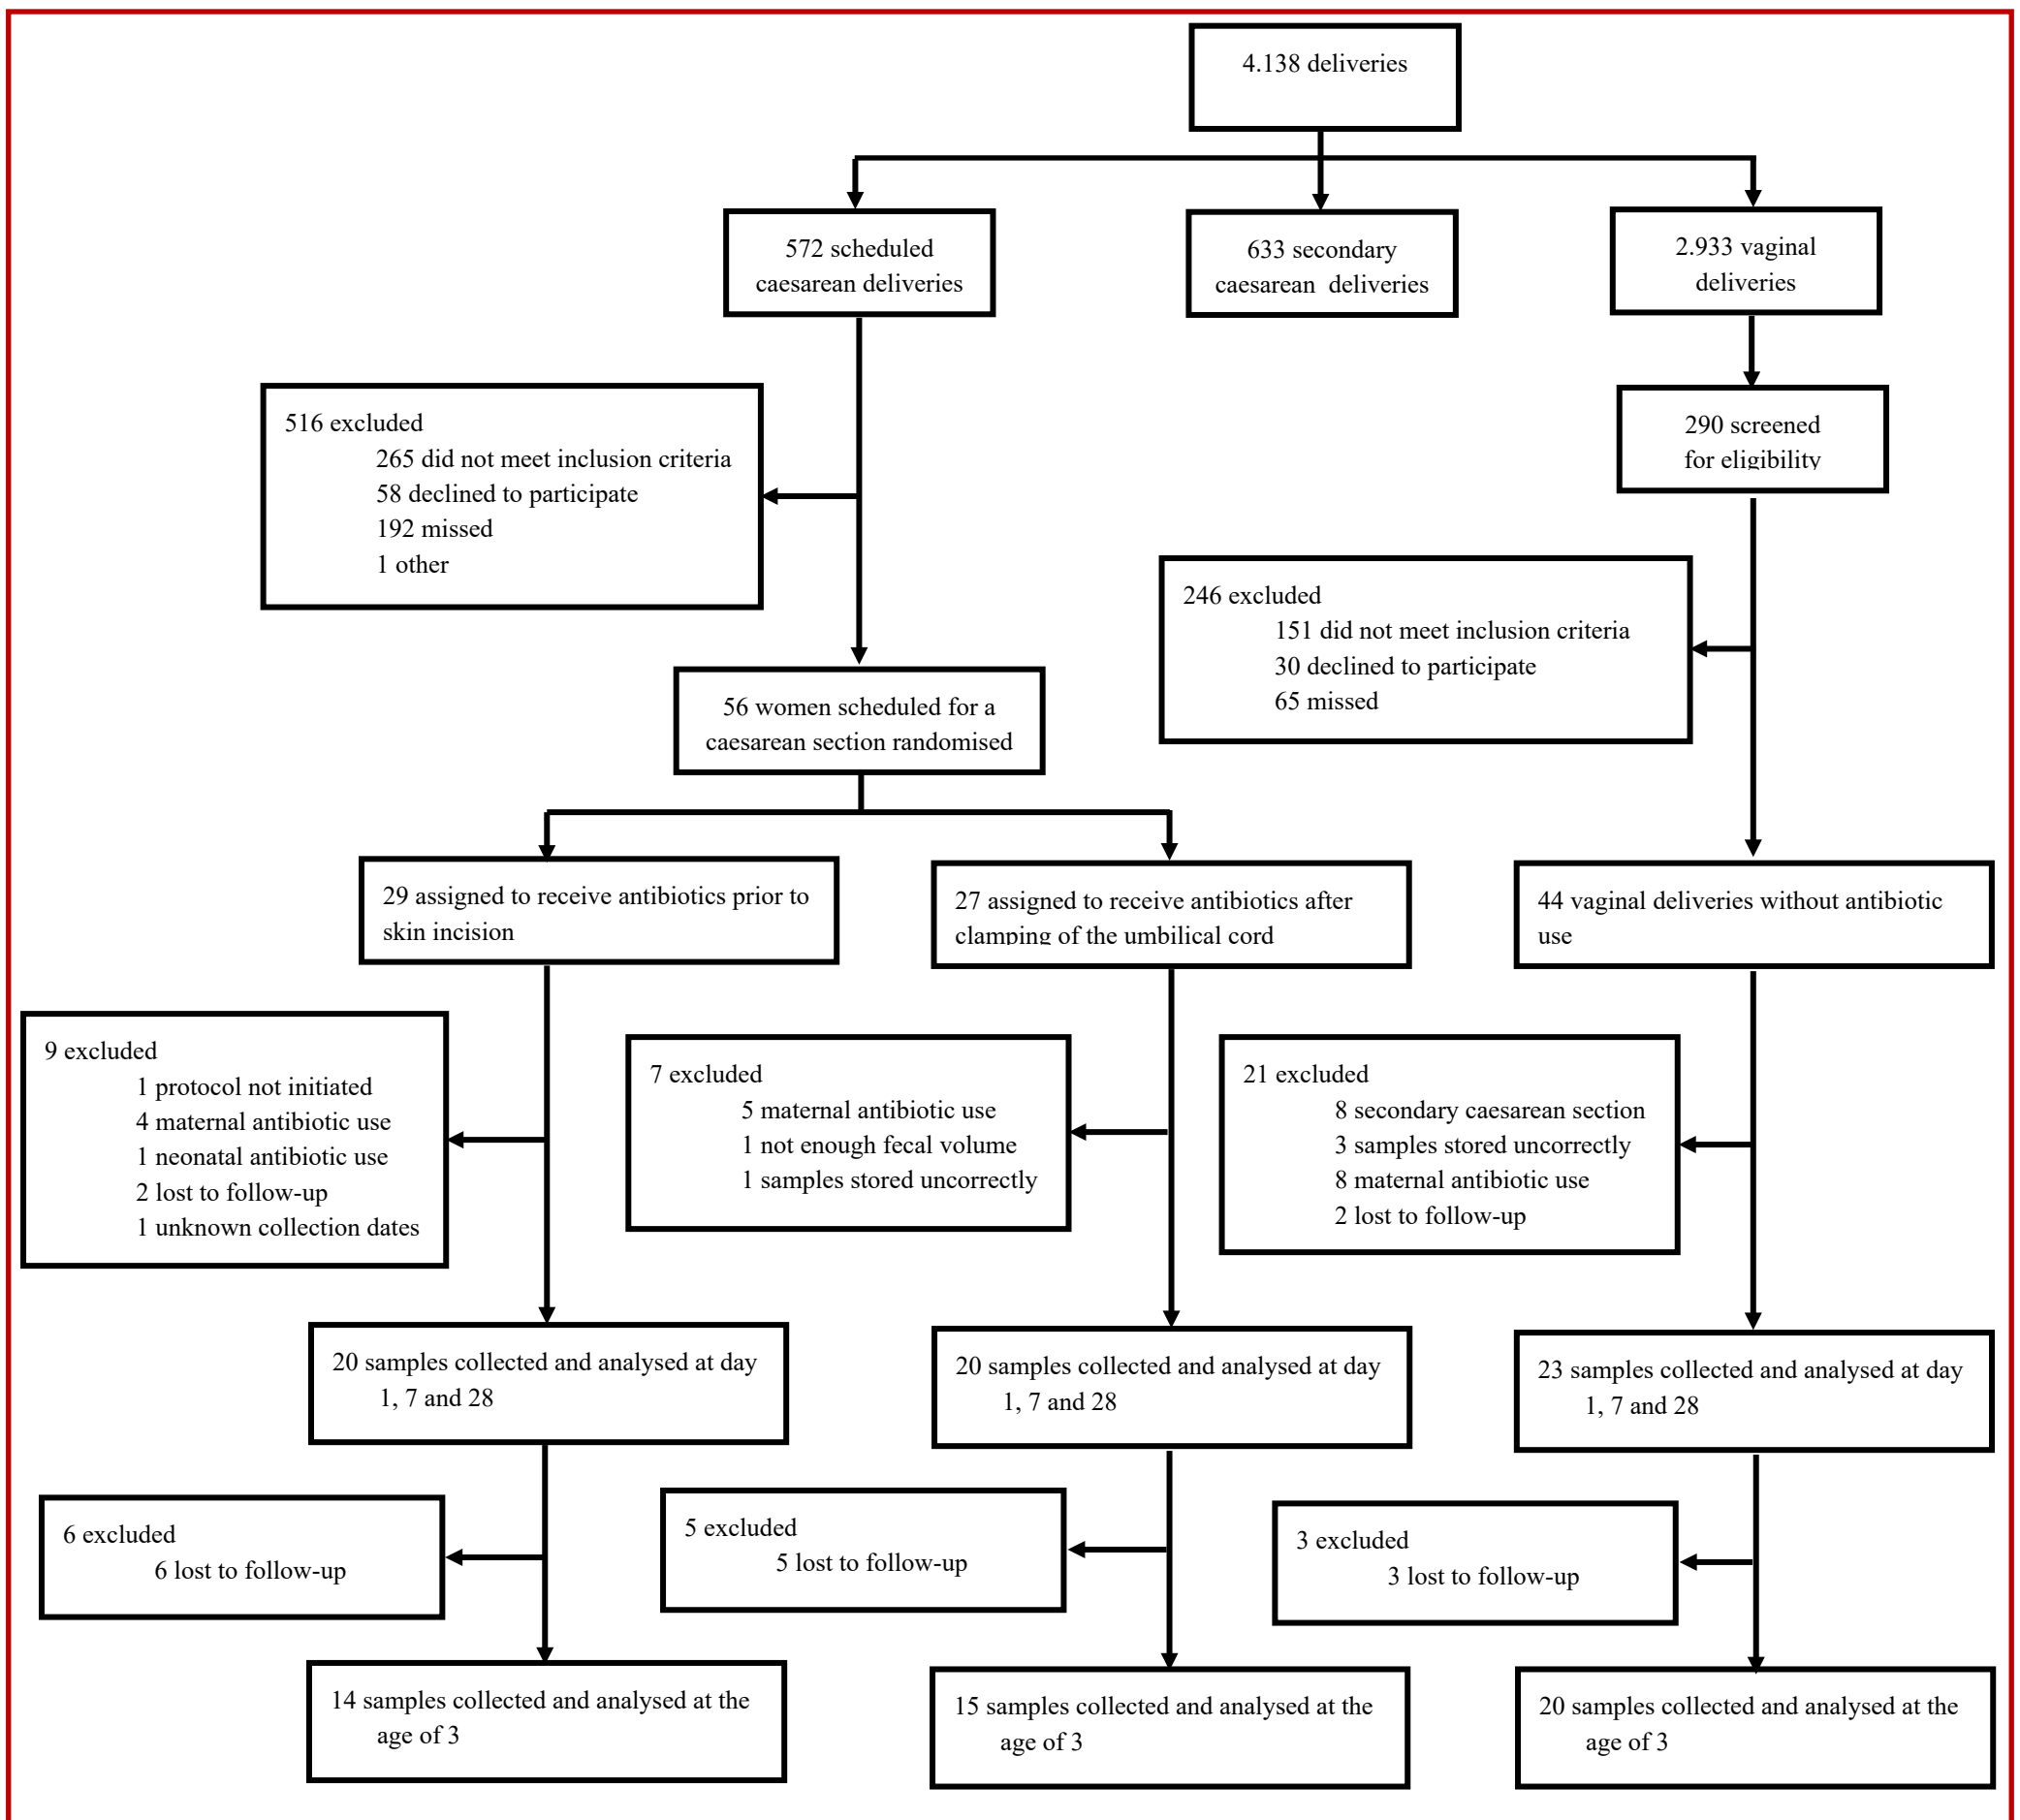 4.138 deliveries
572 scheduled
caesarean deliveries
633 secondary
caesarean  deliveries
2.933 vaginal
deliveries
516 excluded
265 did not meet inclusion criteria
58 declined to participate
192 missed
1 other
290 screened
for eligibility
246 excluded
151 did not meet inclusion criteria
30 declined to participate
65 missed
56 women scheduled for a
caesarean section randomised
29 assigned to receive antibiotics prior to
skin incision
27 assigned to receive antibiotics after
clamping of the umbilical cord
44 vaginal deliveries without antibiotic
use
9 excluded
1 protocol not initiated
4 maternal antibiotic use
1 neonatal antibiotic use
2 lost to follow-up
1 unknown collection dates
7 excluded
5 maternal antibiotic use
1 not enough fecal volume
1 samples stored uncorrectly
21 excluded
8 secondary caesarean section
3 samples stored uncorrectly
8 maternal antibiotic use
2 lost to follow-up
20 samples collected and analysed at day
1, 7 and 28
20 samples collected and analysed at day
1, 7 and 28
23 samples collected and analysed at day
1, 7 and 28
6 excluded
6 lost to follow-up
5 excluded
5 lost to follow-up
3 excluded
3 lost to follow-up
14 samples collected and analysed at the
age of 3
15 samples collected and analysed at the
age of 3
20 samples collected and analysed at the
age of 3